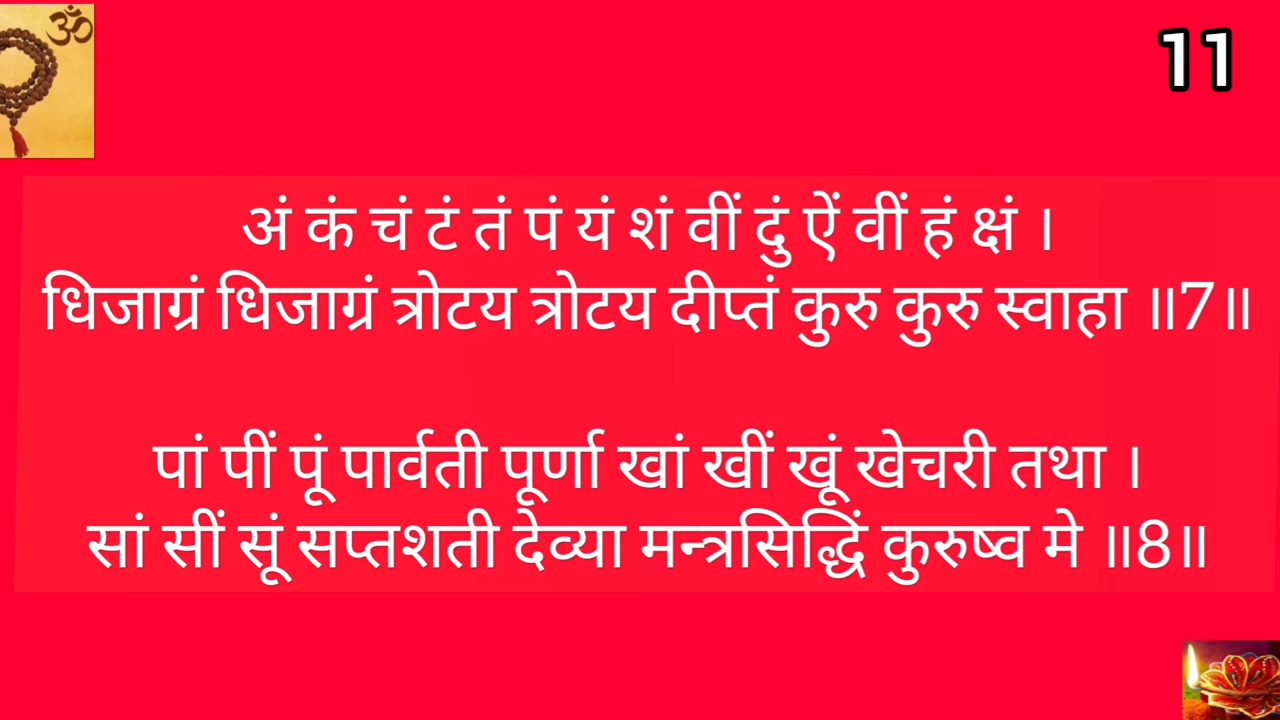 ॐ
11
अं कं चं टं तं पं यं शं वीं दुं ऐं वीं हं क्षं ।
धिजाग्रं धिजाग्रं त्रोटय त्रोटय दीप्तं कुरु कुरु स्वाहा ॥7॥
पां पीं पूं पार्वती पूर्णा खां खीं खूं खेचरी तथा ।
सां सीं सूं सप्तशती देव्या मन्त्रसिद्धिं कुरुष्व मे ॥8॥